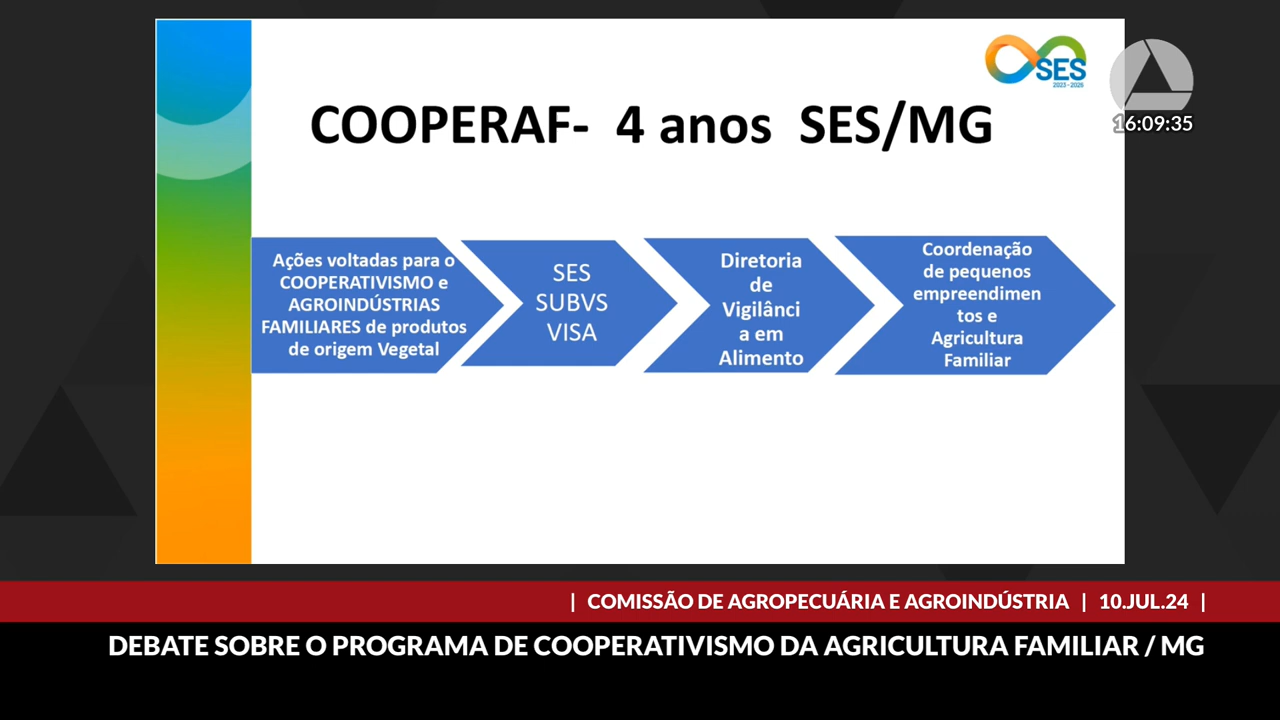 SES
2023 - 2026
16:09:35
COOPERAF- 4 anos SES/MG
Ações voltadas para o
COOPERATIVISMO e
AGROINDÚSTRIAS
FAMILIARES de produtos
de origem Vegetal
SES
SUBVS
VISA
Diretoria
de
Vigilânci
a em
Alimento
Coordenação
de pequenos
empreendimen
tos e
Agricultura
Familiar
| COMISSÃO DE AGROPECUÁRIA E AGROINDÚSTRIA | 10.JUL.24 |
DEBATE SOBRE O PROGRAMA DE COOPERATIVISMO DA AGRICULTURA FAMILIAR / MG